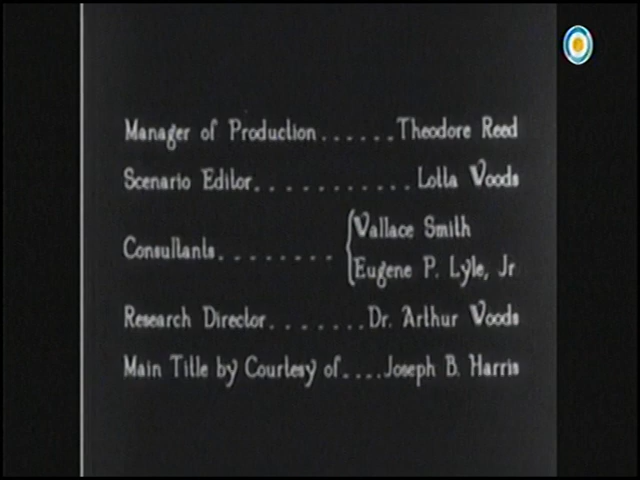 Manager of Production......Theodore Reed
Scenario Editor............Lotta Woods
Consultants........ {Wallace Smith
Eugene P. Lyle, Jr
Research Director.......Dr. Arthur Woods
Main Title by Courtesy of....Joseph B. Harris